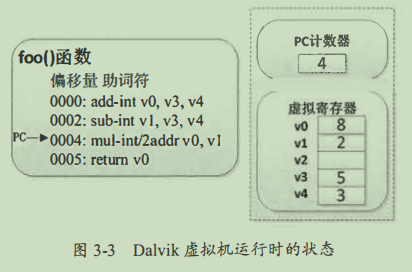 foo()函数
偏移量 助词符
0000: add-int v0, v3, v4
0002: sub-int v1, v3, v4
PC 0004: mul-int/2addr v0, v1
0005: return v0
PC计数器
4
虚拟寄存器
v0 8
v1 2
v2
v3 5
v4 3
图 3-3 Dalvik 虚拟机运行时的状态